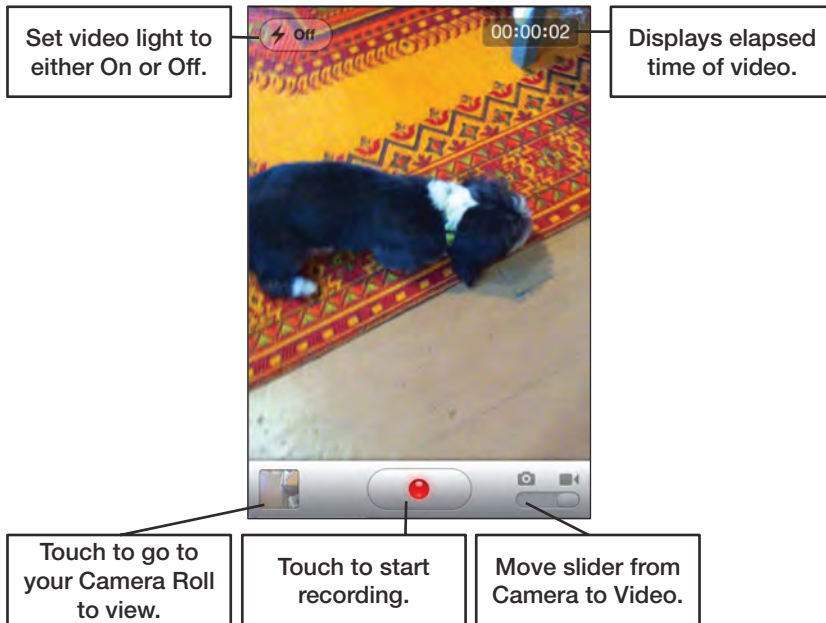 Set video light to
either On or Off.
Off
00:00:02
Displays elapsed
time of video.
Touch to go to
your Camera Roll
to view.
Touch to start
recording.
Move slider from
Camera to Video.